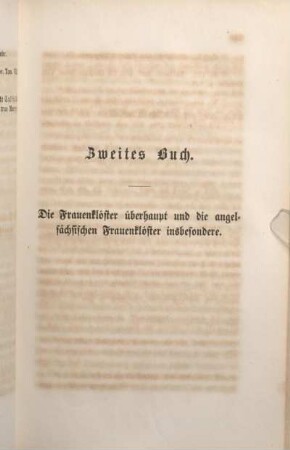 Zweites Buch.
Die Frauenklöster überhaupt und die angel-
sächsischen Frauenklöster insbesondere.